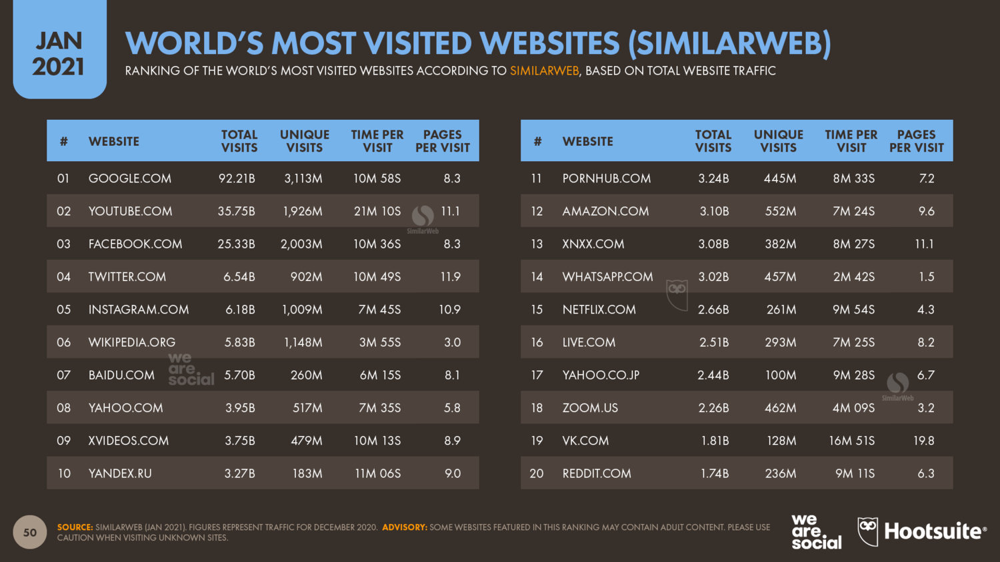 JAN
2021
WORLD'S MOST VISITED WEBSITES (SIMILARWEB)
RANKING OF THE WORLD'S MOST VISITED WEBSITES ACCORDING TO SIMILARWEB, BASED ON TOTAL WEBSITE TRAFFIC
# WEBSITE TOTAL VISITS UNIQUE VISITS TIME PER VISIT PAGES PER VISIT
01 GOOGLE.COM 92.21B 3,113M 10M 58S 8.3
02 YOUTUBE.COM 35.75B 1,926M 21M 10S 11.1
03 FACEBOOK.COM 25.33B 2,003M 10M 36S 8.3
04 TWITTER.COM 6.54B 902M 10M 49S 11.9
05 INSTAGRAM.COM 6.18B 1,009M 7M 45S 10.9
06 WIKIPEDIA.ORG 5.83B 1,148M 3M 55S 3.0
07 BAIDU.COM 5.70B 260M 6M 15S 8.1
08 YAHOO.COM 3.95B 517M 7M 35S 5.8
09 XVIDEOS.COM 3.75B 479M 10M 13S 8.9
10 YANDEX.RU 3.27B 183M 11M 06S 9.0
SimilarWeb
we
are
social
# WEBSITE TOTAL VISITS UNIQUE VISITS TIME PER VISIT PAGES PER VISIT
11 PORNHUB.COM 3.24B 445M 8M 33S 7.2
12 AMAZON.COM 3.10B 552M 7M 24S 9.6
13 XNXX.COM 3.08B 382M 8M 27S 11.1
14 WHATSAPP.COM 3.02B 457M 2M 42S 1.5
15 NETFLIX.COM 2.66B 261M 9M 54S 4.3
16 LIVE.COM 2.51B 293M 7M 25S 8.2
17 YAHOO.CO.JP 2.44B 100M 9M 28S 6.7
18 ZOOM.US 2.26B 462M 4M 09S 3.2
19 VK.COM 1.81B 128M 16M 51S 19.8
20 REDDIT.COM 1.74B 236M 9M 11S 6.3
SimilarWeb
50
SOURCE: SIMILARWEB (JAN 2021). FIGURES REPRESENT TRAFFIC FOR DECEMBER 2020. ADVISORY: SOME WEBSITES FEATURED IN THIS RANKING MAY CONTAIN ADULT CONTENT. PLEASE USE
CAUTION WHEN VISITING UNKNOWN SITES.
we
are
social
Hootsuite®